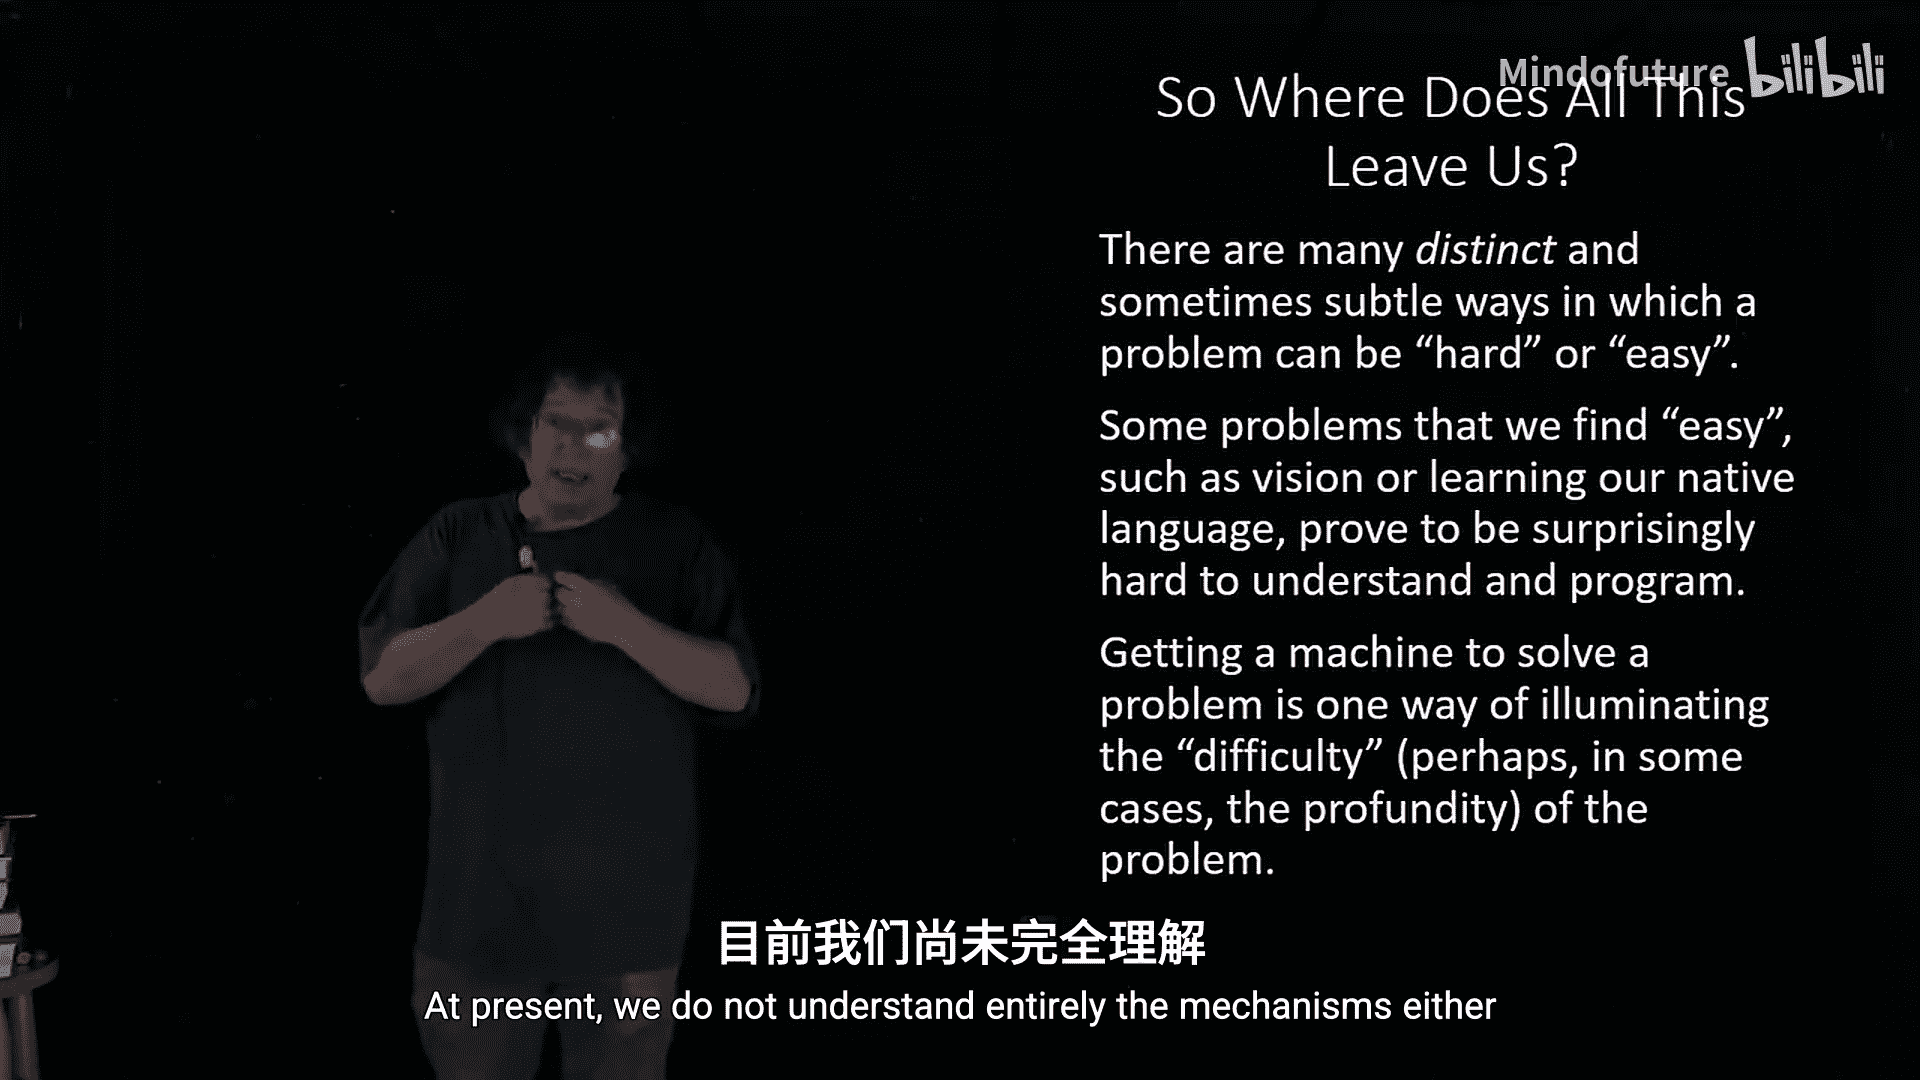 Mindofuture bilibili
So Where Does All This
Leave Us?
There are many distinct and
sometimes subtle ways in which a
problem can be “hard” or “easy”.
Some problems that we find “easy”,
such as vision or learning our native
language, prove to be surprisingly
hard to understand and program.
Getting a machine to solve a
problem is one way of illuminating
the “difficulty” (perhaps, in some
cases, the profundity) of the
problem.
目前我们尚未完全理解
At present, we do not understand entirely the mechanisms either